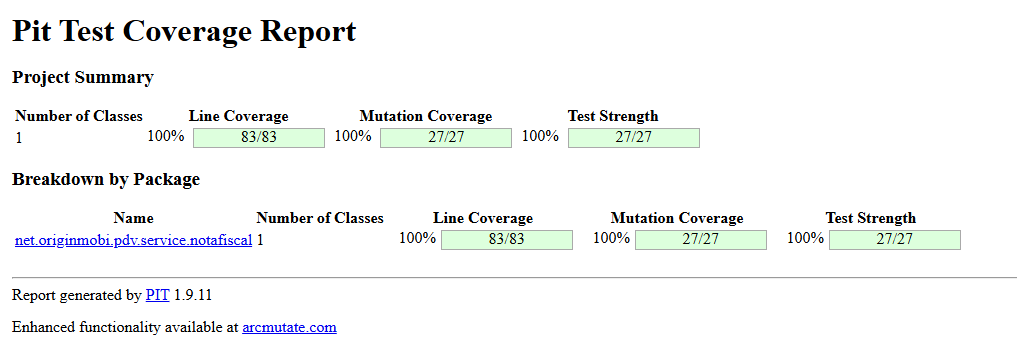 Pit Test Coverage Report
Project Summary
Number of Classes Line Coverage Mutation Coverage Test Strength
1 100% 83/83 100% 27/27 100% 27/27
Breakdown by Package
Name Number of Classes Line Coverage Mutation Coverage Test Strength
net.originmobi.pdv.service.notafiscal 1 100% 83/83 100% 27/27 100% 27/27
Report generated by PIT 1.9.11
Enhanced functionality available at arcmutate.com